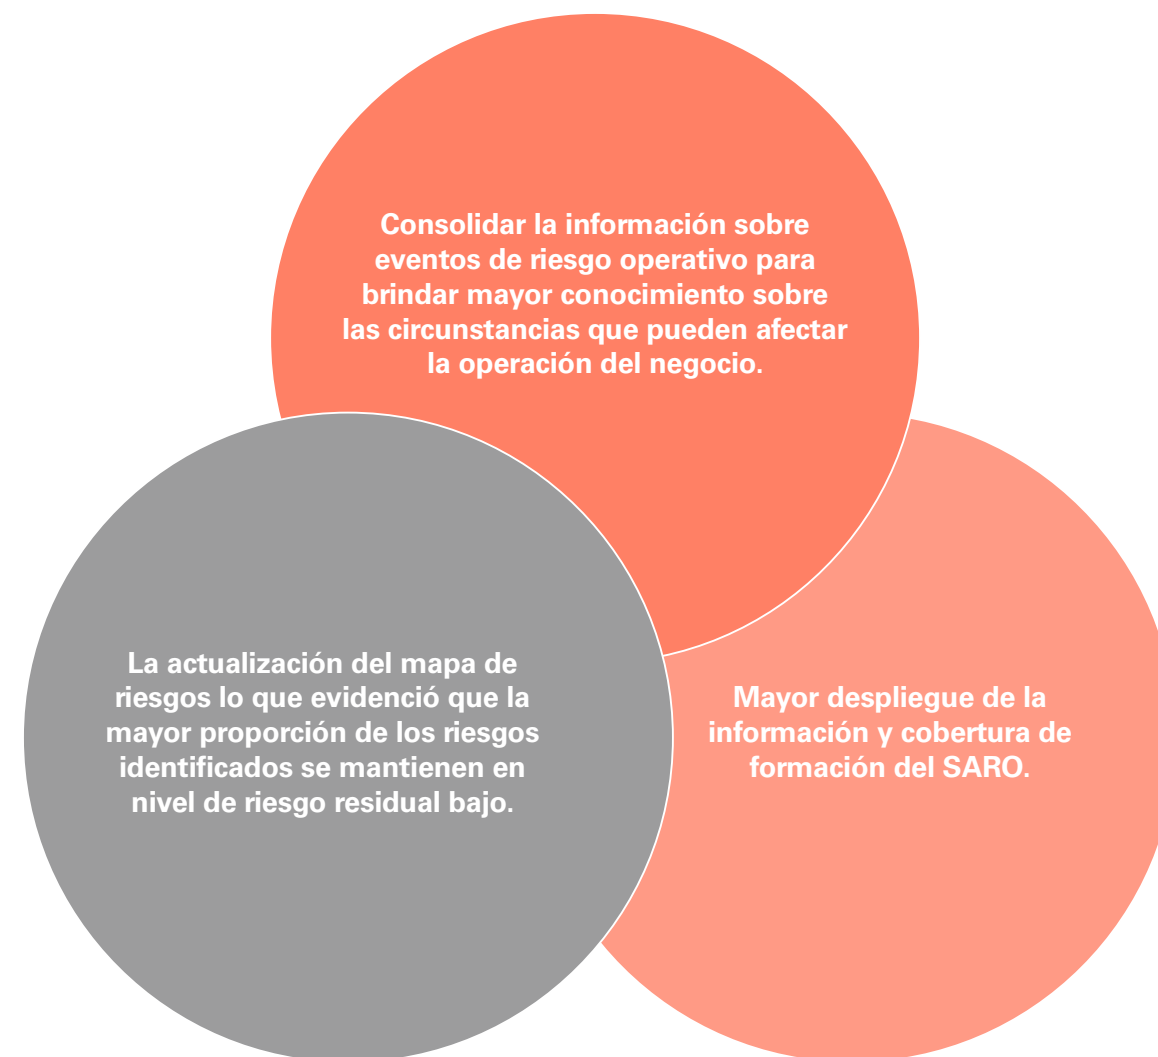 Consolidar la información sobre
eventos de riesgo operativo para
brindar mayor conocimiento sobre
las circunstancias que pueden afectar
la operación del negocio.
La actualización del mapa de
riesgos lo que evidenció que la
mayor proporción de los riesgos
identificados se mantienen en
nivel de riesgo residual bajo.
Mayor despliegue de la
información y cobertura de
formación del SARO.